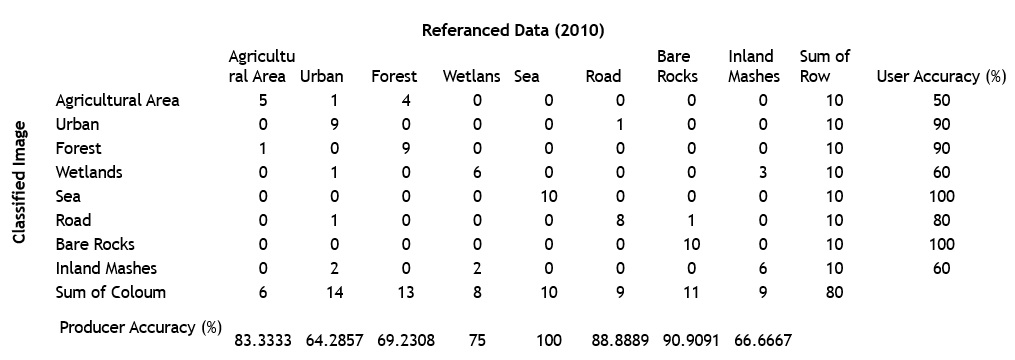 Referanced Data (2010)
Agricultu Bare Inland Sum of
ral Area Urban Forest Wetlans Sea Road Rocks Mashes Row User Accuracy (%)
Agricultural Area 5 1 4 0 0 0 0 0 10 50
Urban 0 9 0 0 0 1 0 0 10 90
Forest 1 0 9 0 0 0 0 0 10 90
Wetlands 0 1 0 6 0 0 0 3 10 60
Sea 0 0 0 0 10 0 0 0 10 100
Road 0 1 0 0 0 8 1 0 10 80
Bare Rocks 0 0 0 0 0 0 10 0 10 100
Inland Mashes 0 2 0 2 0 0 0 6 10 60
Sum of Coloum 6 14 13 8 10 9 11 9 80
Producer Accuracy (%) 83.3333 64.2857 69.2308 75 100 88.8889 90.9091 66.6667
Classified Image